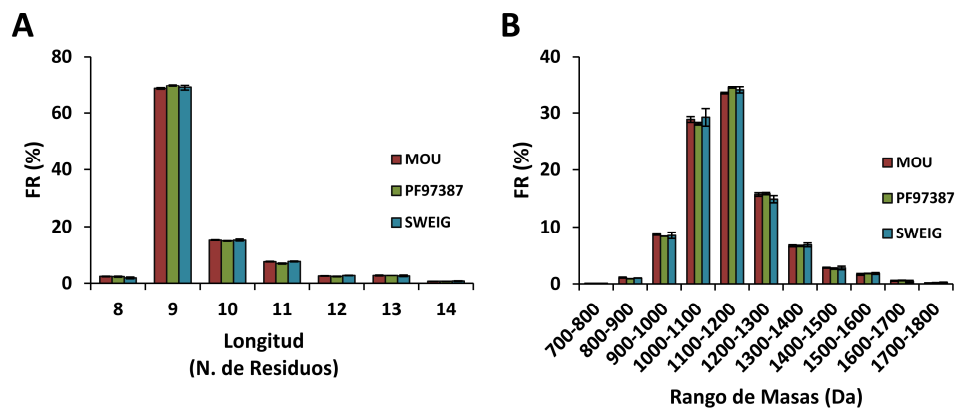 A
80
60
40
20
0
FR (%)
8 9 10 11 12 13 14
Longitud
(N. de Residuos)
MOU
PF97387
SWEIG
B
40
30
20
10
0
FR (%)
700-800
800-900
900-1000
1000-1100
1100-1200
1200-1300
1300-1400
1400-1500
1500-1600
1600-1700
1700-1800
Rango de Masas (Da)
MOU
PF97387
SWEIG